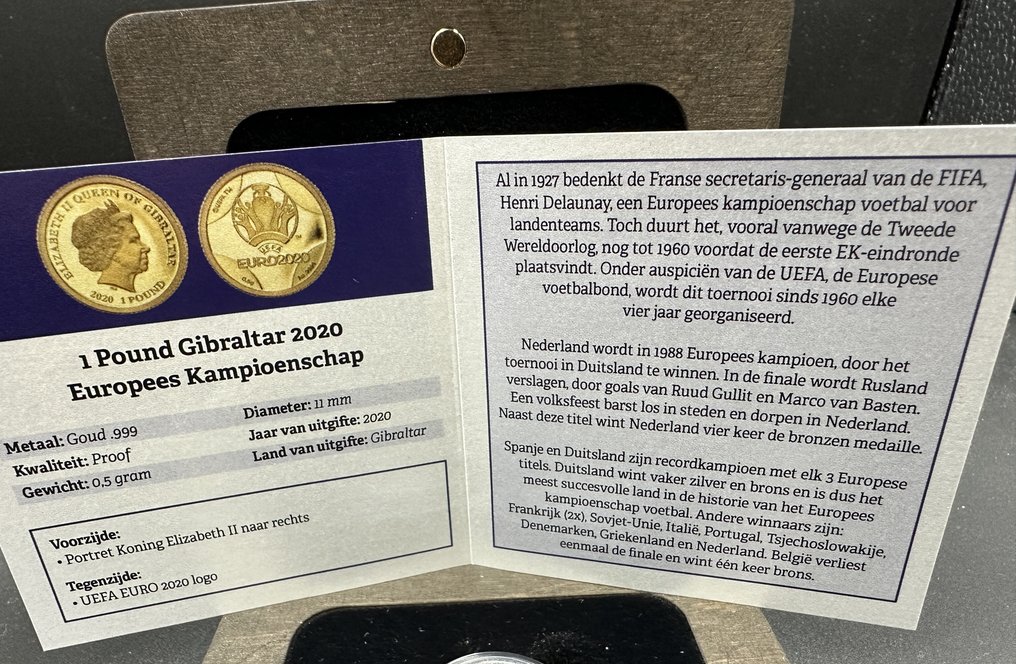 ELIZABETH II QUEEN OF GIBRALTAR
2020 1 POUND
UEFA
EURO2020
1 Pound Gibraltar 2020
Europees Kampioenschap
Metaal: Goud .999
Kwaliteit: Proof
Gewicht: 0.5 gram
Diameter: 11 mm
Jaar van uitgifte: 2020
Land van uitgifte: Gibraltar
Voorzijde:
• Portret Koning Elizabeth II naar rechts
Tegenzijde:
• UEFA EURO 2020 logo
Al in 1927 bedenkt de Franse secretaris-generaal van de FIFA,
Henri Delaunay, een Europees kampioenschap voetbal voor
landenteams. Toch duurt het, vooral vanwege de Tweede
Wereldoorlog, nog tot 1960 voordat de eerste EK-eindronde
plaatsvindt. Onder auspiciën van de UEFA, de Europese
voetbalbond, wordt dit toernooi sinds 1960 elke
vier jaar georganiseerd.
Nederland wordt in 1988 Europees kampioen, door het
toernooi in Duitsland te winnen. In de finale wordt Rusland
verslagen, door goals van Ruud Gullit en Marco van Basten.
Een volksfeest barst los in steden en dorpen in Nederland.
Naast deze titel wint Nederland vier keer de bronzen medaille.
Spanje en Duitsland zijn recordkampioen met elk 3 Europese
titels. Duitsland wint vaker zilver en brons en is dus het
meest succesvolle land in de historie van het Europees
kampioenschap voetbal. Andere winnaars zijn:
Frankrijk (2x), Sovjet-Unie, Italië, Portugal, Tsjechoslowakije,
Denemarken, Griekenland en Nederland. België verliest
eenmaal de finale en wint één keer brons.